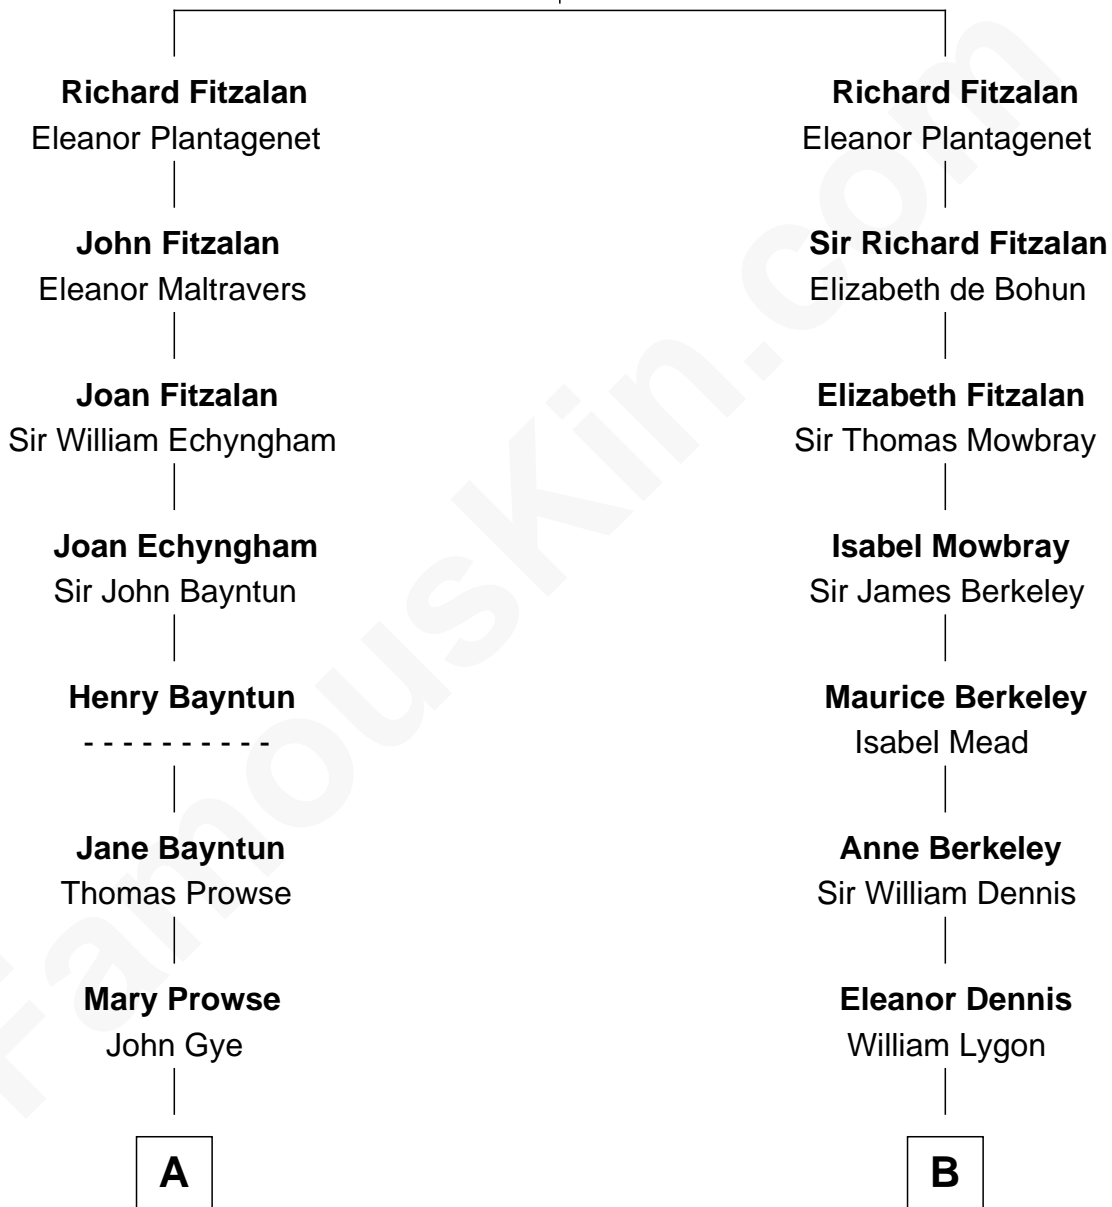 Richard Fitzalan
Eleanor Plantagenet
John Fitzalan
Eleanor Maltravers
Joan Fitzalan
Sir William Echyngham
Joan Echyngham
Sir John Bayntun
Henry Bayntun
- - - - - - - - - -
Jane Bayntun
Thomas Prowse
Mary Prowse
John Gye
A
Richard Fitzalan
Eleanor Plantagenet
Sir Richard Fitzalan
Elizabeth de Bohun
Elizabeth Fitzalan
Sir Thomas Mowbray
Isabel Mowbray
Sir James Berkeley
Maurice Berkeley
Isabel Mead
Anne Berkeley
Sir William Dennis
Eleanor Dennis
William Lygon
B
FamousKin.com